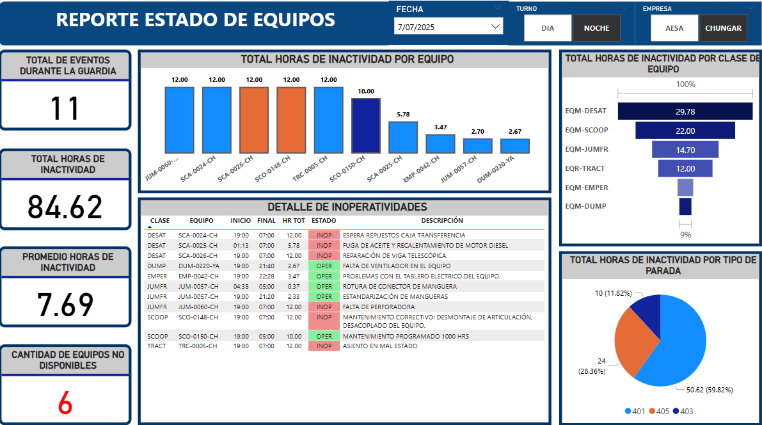 REPORTE ESTADO DE EQUIPOS
FECHA
7/07/2025
TURNO
DIA NOCHE
EMPRESA
AESA CHUNGAR
TOTAL DE EVENTOS
DURANTE LA GUARDIA
11
TOTAL HORAS DE
INACTIVIDAD
84.62
PROMEDIO HORAS DE
INACTIVIDAD
7.69
CANTIDAD DE EQUIPOS NO
DISPONIBLES
6
TOTAL HORAS DE INACTIVIDAD POR EQUIPO
12.00 12.00 12.00 12.00 12.00 10.00 5.78 3.47 2.70 2.67
JUM-0060-... SCA-0024-CH SCA-0026-CH SCO-0148-CH TRC-0005-CH SCO-0150-CH SCA-0025-CH EMP-0042-CH JUM-0057-CH DUM-0220-YA
DETALLE DE INOPERATIVIDADES
CLASE EQUIPO INICIO FINAL HR TOT ESTADO DESCRIPCIÓN
DESAT SCA-0024-CH 19:00 07:00 12.00 INOP ESPERA REPUESTOS CAJA TRANSFERENCIA
DESAT SCA-0025-CH 01:13 07:00 5.78 INOP FUGA DE ACEITE Y RECALENTAMIENTO DE MOTOR DIESEL
DESAT SCA-0026-CH 19:00 07:00 12.00 INOP REPARACIÓN DE VIGA TELESCÓPICA
DUMP DUM-0220-YA 19:00 21:40 2.67 OPER FALTA DE VENTILADOR EN EL EQUIPO
EMPER EMP-0042-CH 19:00 22:28 3.47 OPER PROBLEMAS CON EL TABLERO ELECTRICO DEL EQUIPO.
JUMFR JUM-0057-CH 04:38 05:00 0.37 OPER ROTURA DE CONECTOR DE MANGUERA
JUMFR JUM-0057-CH 19:00 21:20 2.33 OPER ESTANDARIZACIÓN DE MANGUERAS
JUMFR JUM-0060-CH 19:00 07:00 12.00 INOP FALTA DE PERFORADORA
SCOOP SCO-0148-CH 19:00 07:00 12.00 INOP MANTENIMIENTO CORRECTIVO: DESMONTAJE DE ARTICULACIÓN,
DESACOPLADO DEL EQUIPO.
SCOOP SCO-0150-CH 19:00 05:00 10.00 OPER MANTENIMIENTO PROGRAMADO 1000 HRS
TRACT TRC-0005-CH 19:00 07:00 12.00 INOP ASIENTO EN MAL ESTADO
TOTAL HORAS DE INACTIVIDAD POR CLASE DE
EQUIPO
100%
EQM-DESAT 29.78
EQM-SCOOP 22.00
EQM-JUMFR 14.70
EQR-TRACT 12.00
EQM-EMPER
EQM-DUMP
9%
TOTAL HORAS DE INACTIVIDAD POR TIPO DE
PARADA
10 (11.82%)
24
(28.36%)
50.62 (59.82%)
401 405 403